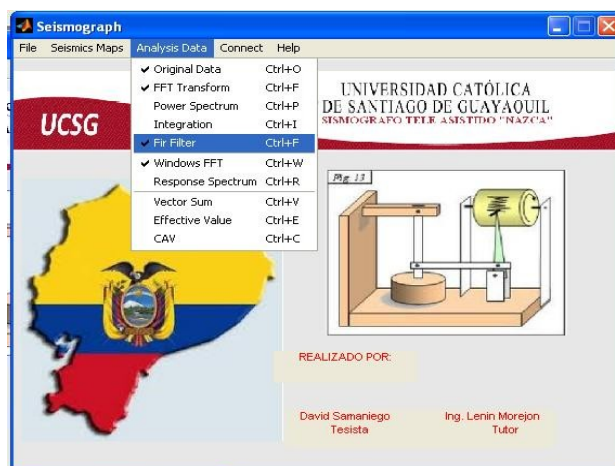 Seismograph
File Seismics Maps Analysis Data Connect Help
Original Data Ctrl+O
FFT Transform Ctrl+F
Power Spectrum Ctrl+P
Integration Ctrl+I
Fir Filter Ctrl+F
Windows FFT Ctrl+W
Response Spectrum Ctrl+R
Vector Sum Ctrl+V
Effective Value Ctrl+E
CAV Ctrl+C
UCSG
UNIVERSIDAD CATÓLICA
DE SANTIAGO DE GUAYAQUIL
SISMOGRAFO TELE ASISTIDO "NAZCA"
Fig. 13
REALIZADO POR:
David Samaniego Ing. Lenin Morejon
Tesista Tutor